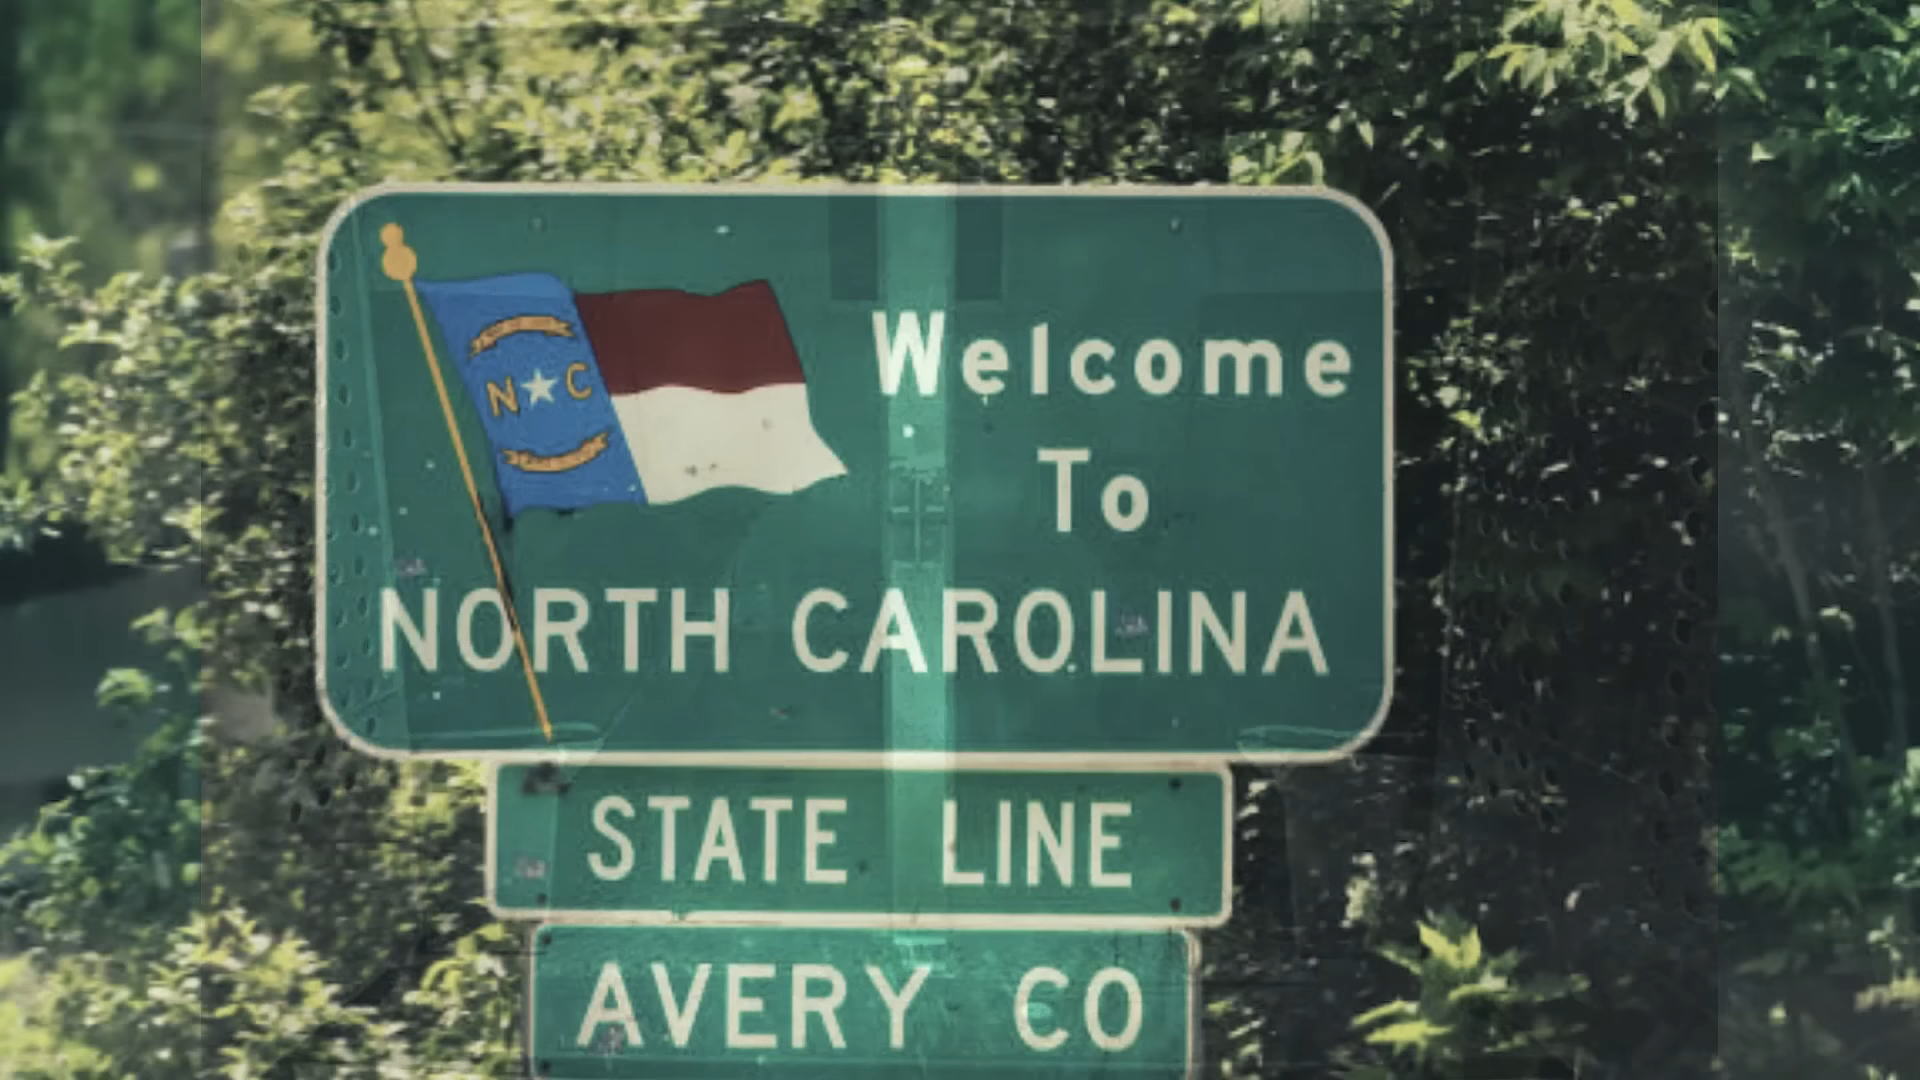 N C
Welcome
To
NORTH CAROLINA
STATE LINE
AVERY CO